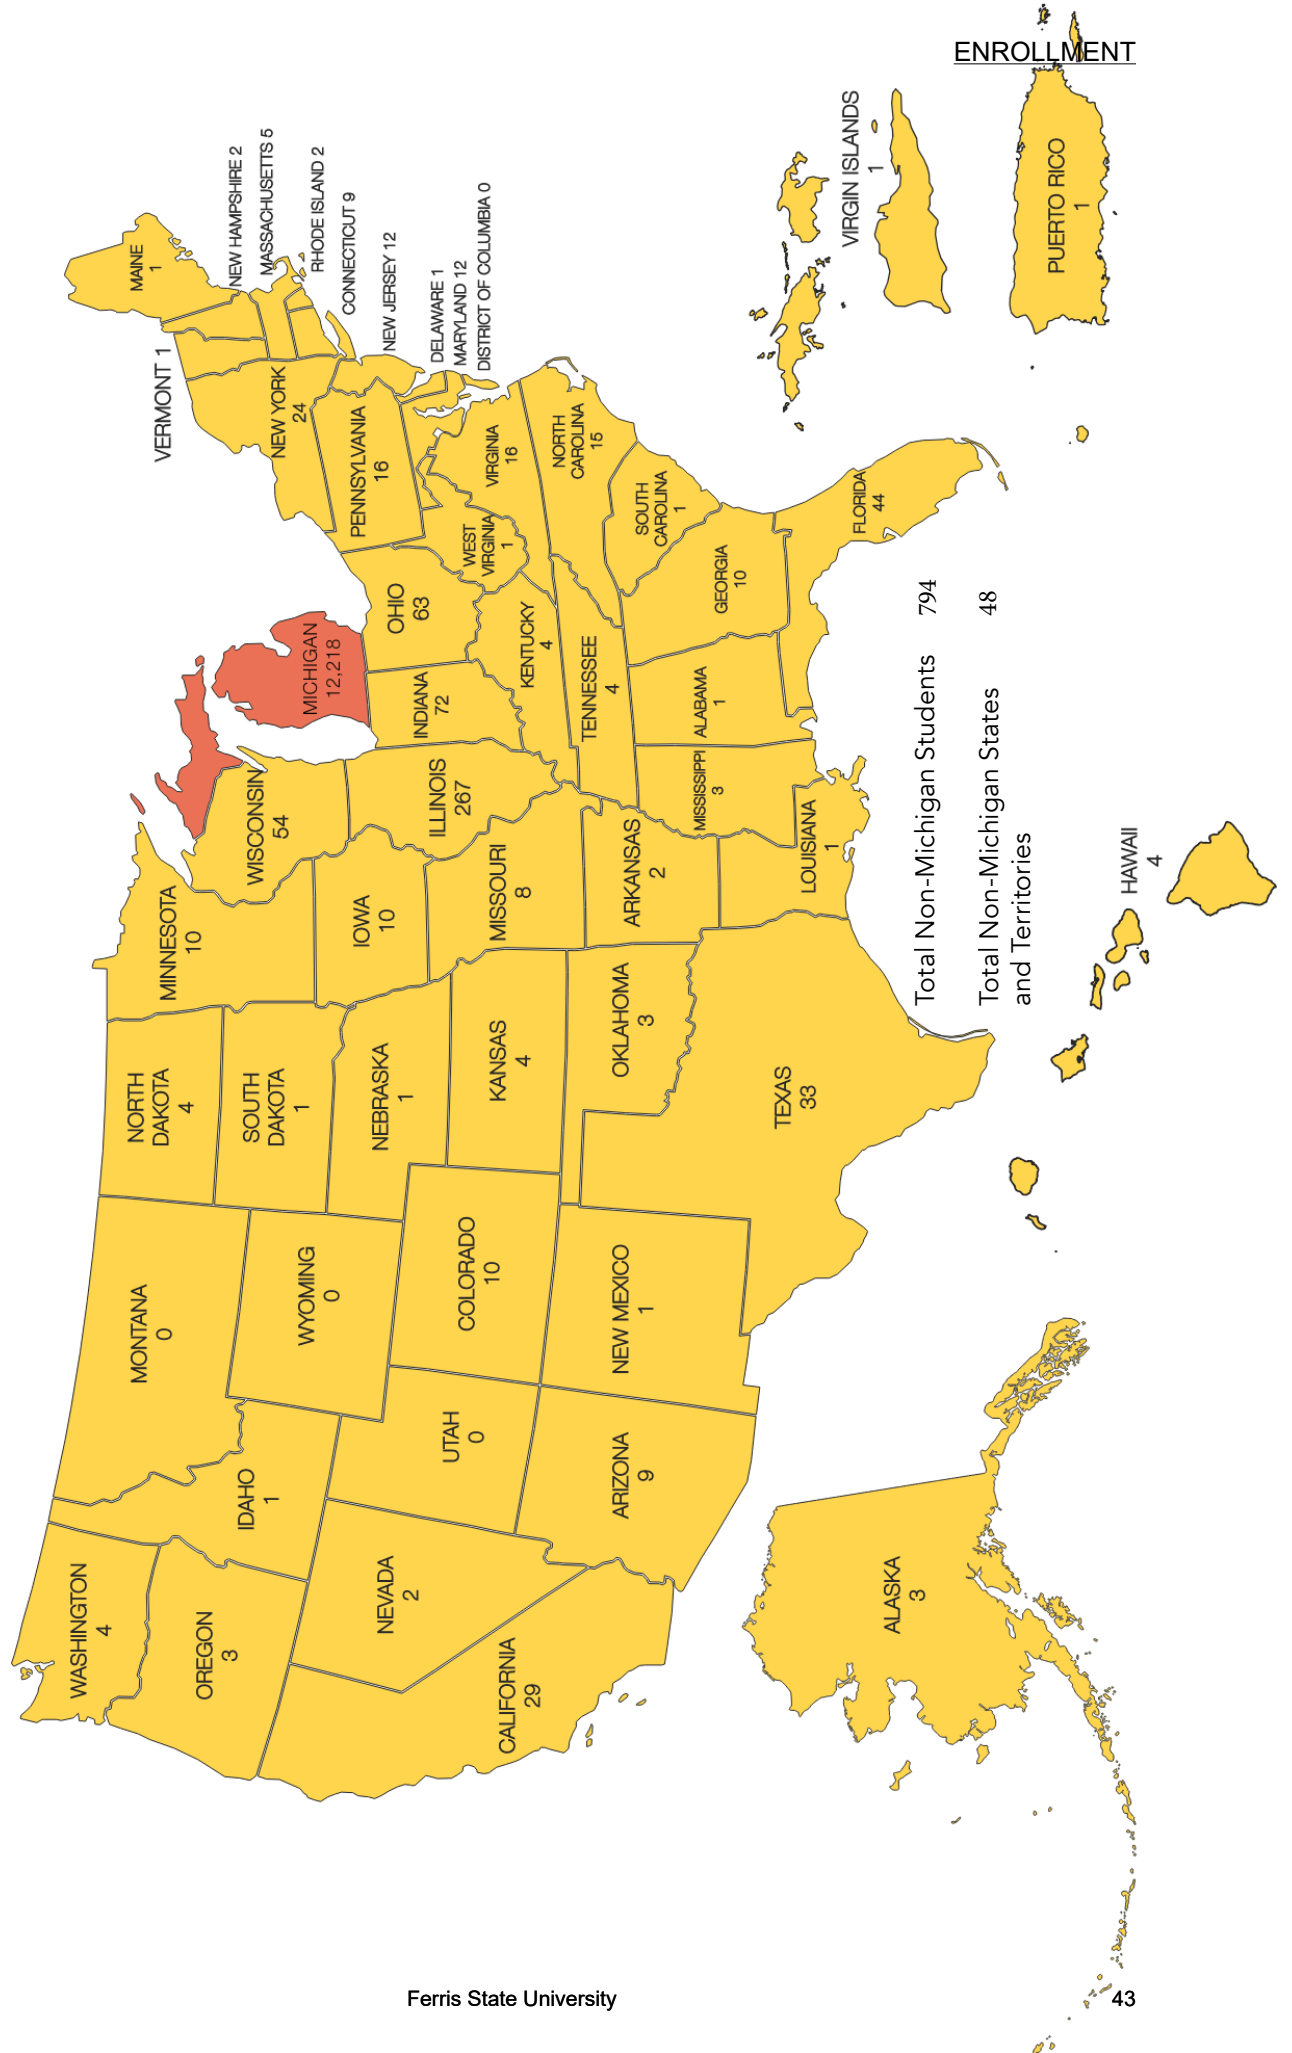 ENROLLMENT
MAINE
1
NEW HAMPSHIRE 2
MASSACHUSETTS 5
RHODE ISLAND 2
CONNECTICUT 9
NEW JERSEY 12
DELAWARE 1
MARYLAND 12
DISTRICT OF COLUMBIA 0
VERMONT 1
NEW YORK
24
PENNSYLVANIA
16
VIRGINIA
16
WEST
VIRGINIA
1
NORTH
CAROLINA
15
SOUTH
CAROLINA
1
GEORGIA
10
FLORIDA
44
OHIO
63
KENTUCKY
4
TENNESSEE
4
ALABAMA
1
MISSISSIPPI
3
MICHIGAN
12,218
INDIANA
72
ILLINOIS
267
WISCONSIN
54
MINNESOTA
10
IOWA
10
MISSOURI
8
ARKANSAS
2
LOUISIANA
1
NORTH
DAKOTA
4
SOUTH
DAKOTA
1
NEBRASKA
1
KANSAS
4
OKLAHOMA
3
TEXAS
33
MONTANA
0
WYOMING
0
COLORADO
10
NEW MEXICO
1
IDAHO
1
UTAH
0
ARIZONA
9
WASHINGTON
4
OREGON
3
NEVADA
2
CALIFORNIA
29
ALASKA
3
HAWAII
4
VIRGIN ISLANDS
1
PUERTO RICO
1
Total Non-Michigan Students 794
Total Non-Michigan States 48
and Territories
Ferris State University
43